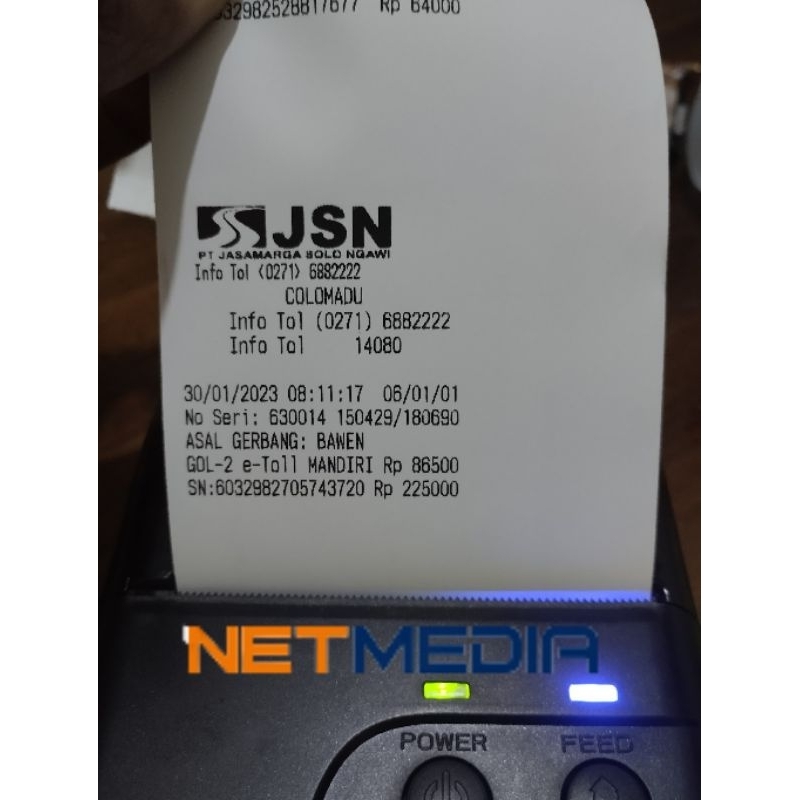 6032982528817677 Rp 64000
JSN
PT JASAMARGA SOLO NGAWI
Info Tol (0271) 6882222
COLOMADU
Info Tol (0271) 6882222
Info Tol 14080
30/01/2023 08:11:17 06/01/01
No Seri: 630014 150429/180690
ASAL GERBANG: BAWEN
GOL-2 e-Toll MANDIRI Rp 86500
SN:6032982705743720 Rp 225000
NETMEDIA
POWER FEED